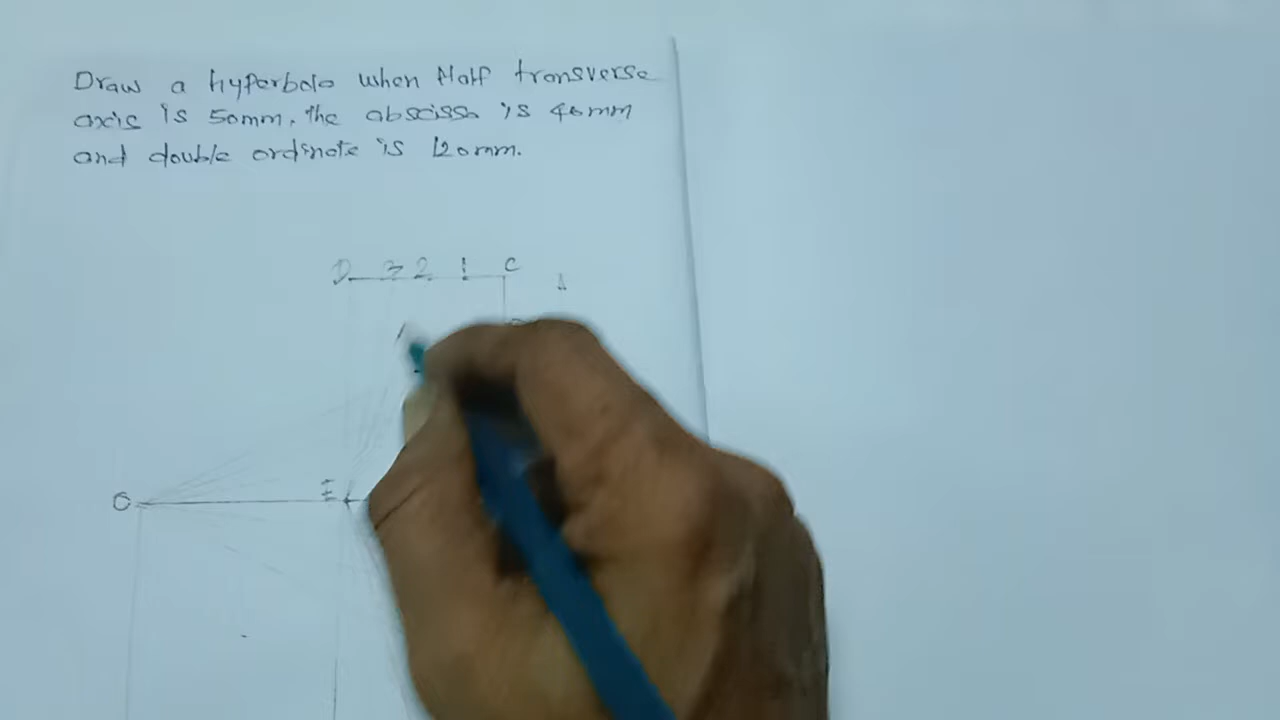 Draw a hyperbola when Half transverse
axis is 50mm, the abscissa is 40mm
and double ordinate is 120mm.
D 3 2 1 C
O E